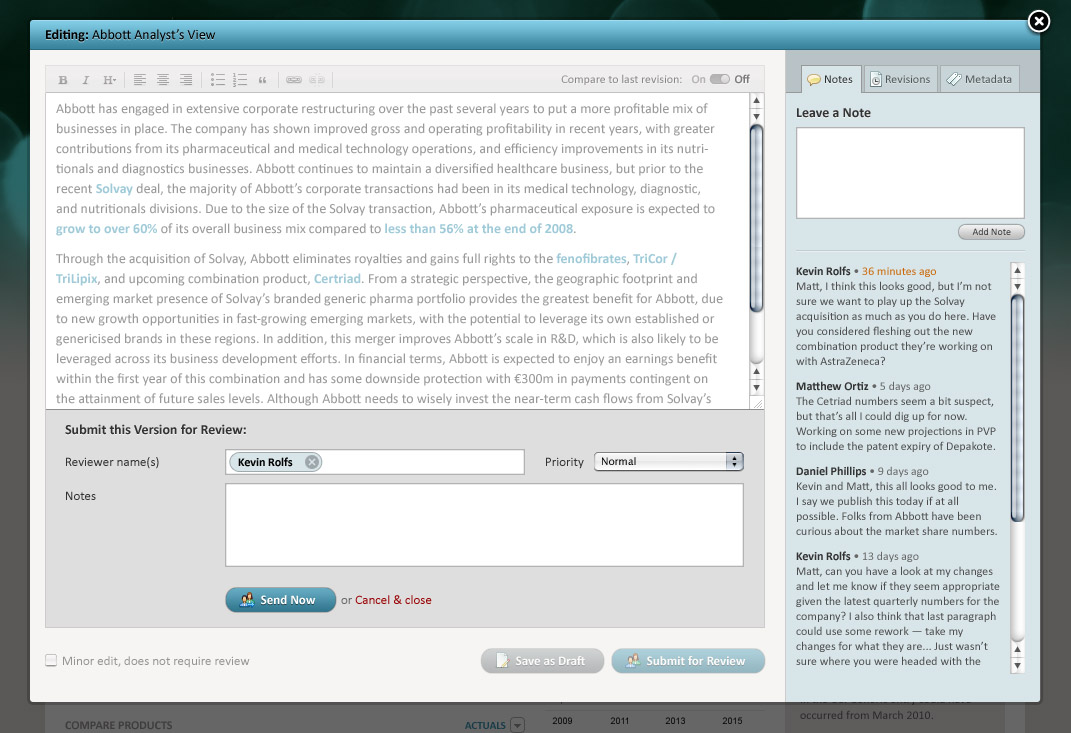 Editing: Abbott Analyst's View
B I H
Compare to last revision: On Off
Abbott has engaged in extensive corporate restructuring over the past several years to put a more profitable mix of
businesses in place. The company has shown improved gross and operating profitability in recent years, with greater
contributions from its pharmaceutical and medical technology operations, and efficiency improvements in its nutri-
tionals and diagnostics businesses. Abbott continues to maintain a diversified healthcare business, but prior to the
recent Solvay deal, the majority of Abbott's corporate transactions had been in its medical technology, diagnostic,
and nutritionals divisions. Due to the size of the Solvay transaction, Abbott's pharmaceutical exposure is expected to
grow to over 60% of its overall business mix compared to less than 56% at the end of 2008.
Through the acquisition of Solvay, Abbott eliminates royalties and gains full rights to the fenofibrates, TriCor /
TriLipix, and upcoming combination product, Certriad. From a strategic perspective, the geographic footprint and
emerging market presence of Solvay's branded generic pharma portfolio provides the greatest benefit for Abbott, due
to new growth opportunities in fast-growing emerging markets, with the potential to leverage its own established or
genericised brands in these regions. In addition, this merger improves Abbott's scale in R&D, which is also likely to be
leveraged across its business development efforts. In financial terms, Abbott is expected to enjoy an earnings benefit
within the first year of this combination and has some downside protection with €300m in payments contingent on
the attainment of future sales levels. Although Abbott needs to wisely invest the near-term cash flows from Solvay's
Submit this Version for Review:
Reviewer name(s)
Kevin Rolfs
Priority
Normal
Notes
Send Now or Cancel & close
Minor edit, does not require review
Save as Draft
Submit for Review
Notes
Revisions
Metadata
Leave a Note
Add Note
Kevin Rolfs • 36 minutes ago
Matt, I think this looks good, but I'm not
sure we want to play up the Solvay
acquisition as much as you do here. Have
you considered fleshing out the new
combination product they're working on
with AstraZeneca?
Matthew Ortiz • 5 days ago
The Cetriad numbers seem a bit suspect,
but that's all I could dig up for now.
Working on some new projections in PVP
to include the patent expiry of Depakote.
Daniel Phillips • 9 days ago
Kevin and Matt, this all looks good to me.
I say we publish this today if at all
possible. Folks from Abbott have been
curious about the market share numbers.
Kevin Rolfs • 13 days ago
Matt, can you have a look at my changes
and let me know if they seem appropriate
given the latest quarterly numbers for the
company? I also think that last paragraph
could use some rework — take my
changes for what they are... Just wasn't
sure where you were headed with the
COMPARE PRODUCTS
ACTUALS
2009 2011 2013 2015
occurred from March 2010.